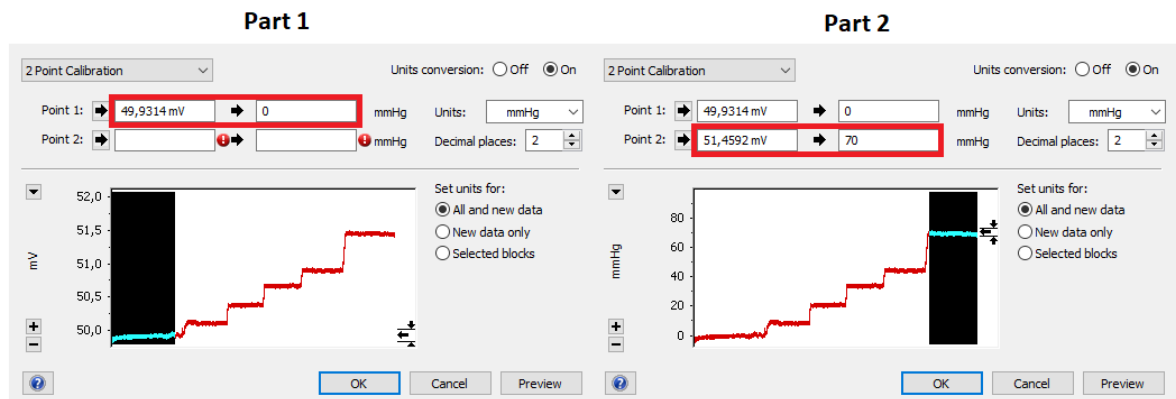 Part 1
2 Point Calibration
Units conversion: Off On
Point 1: 49,9314 mV 0 mmHg Units: mmHg
Point 2: mmHg Decimal places: 2
52,0
51,5
51,0
50,5
50,0
mV
Set units for:
All and new data
New data only
Selected blocks
OK Cancel Preview
Part 2
2 Point Calibration
Units conversion: Off On
Point 1: 49,9314 mV 0 mmHg Units: mmHg
Point 2: 51,4592 mV 70 mmHg Decimal places: 2
80
60
40
20
0
mmHg
Set units for:
All and new data
New data only
Selected blocks
OK Cancel Preview